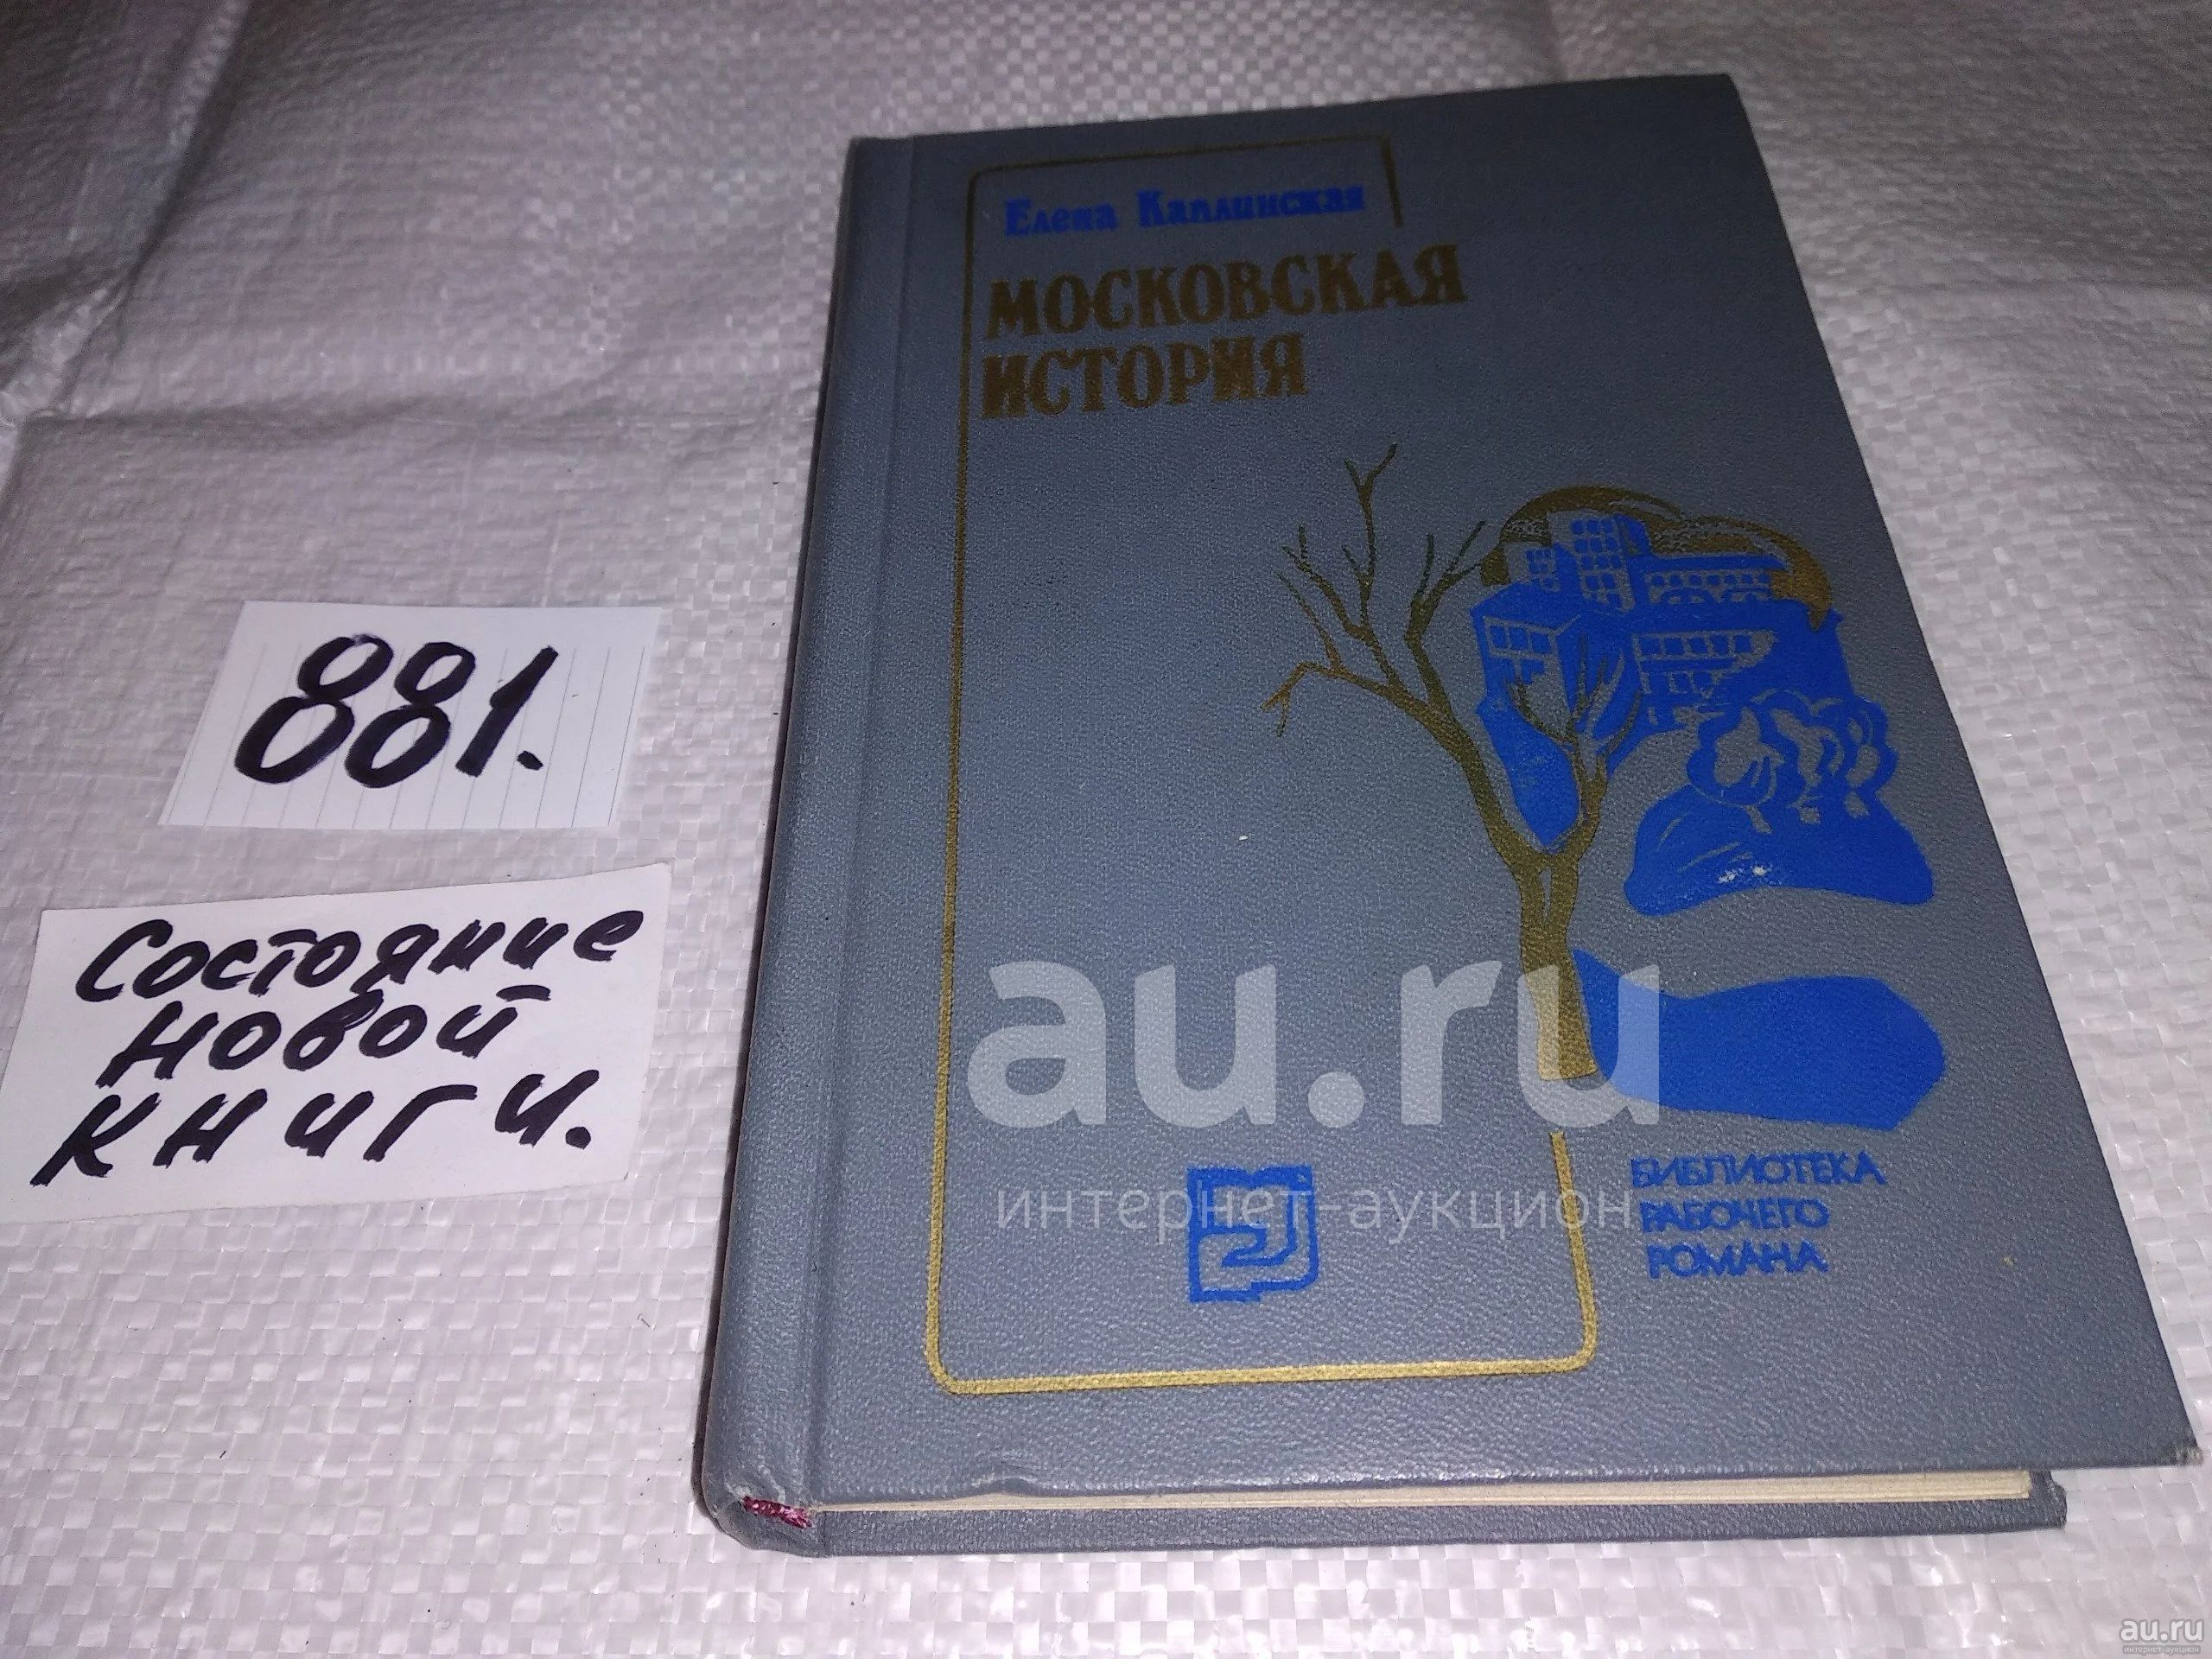 Елена Каплинская
МОСКОВСКАЯ
ИСТОРИЯ
881.
Состояние
новой
книги.
au.ru
интернет-аукцион
БИБЛИОТЕКА
РАБОЧЕГО
РОМАНА
au.ru
интернет-аукцион